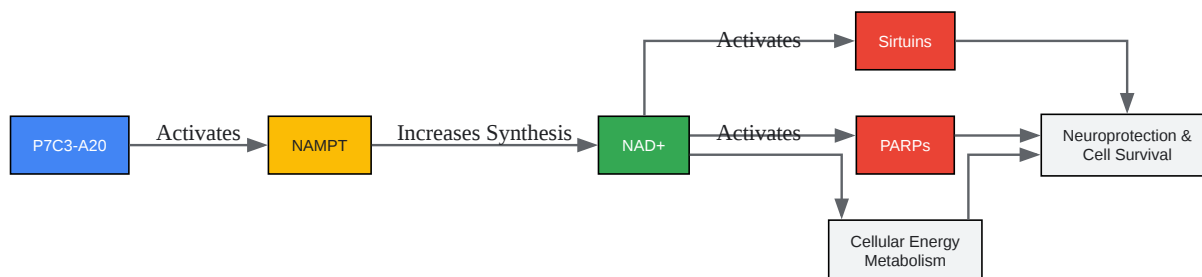 Activates
Sirtuins
P7C3-A20
Activates
NAMPT
Increases Synthesis
NAD+
Activates
PARPs
Neuroprotection &
Cell Survival
Cellular Energy
Metabolism